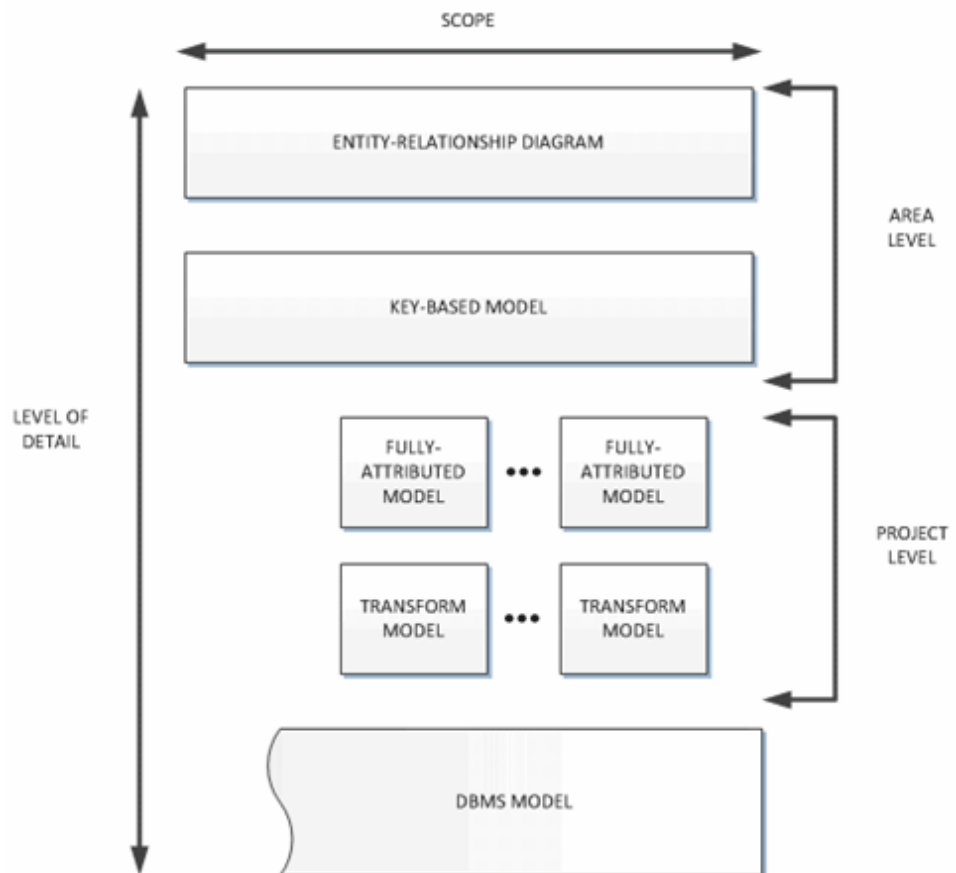 SCOPE
ENTITY-RELATIONSHIP DIAGRAM
AREA
LEVEL
KEY-BASED MODEL
LEVEL OF
DETAIL
FULLY-
ATTRIBUTED
MODEL
FULLY-
ATTRIBUTED
MODEL
PROJECT
LEVEL
TRANSFORM
MODEL
TRANSFORM
MODEL
DBMS MODEL